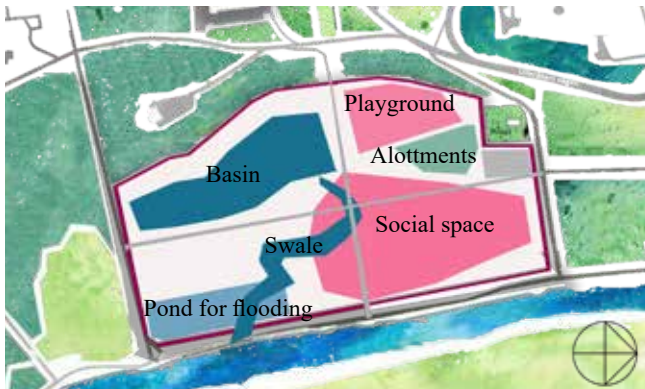 Playground
Alottments
Basin
Social space
Swale
Pond for flooding